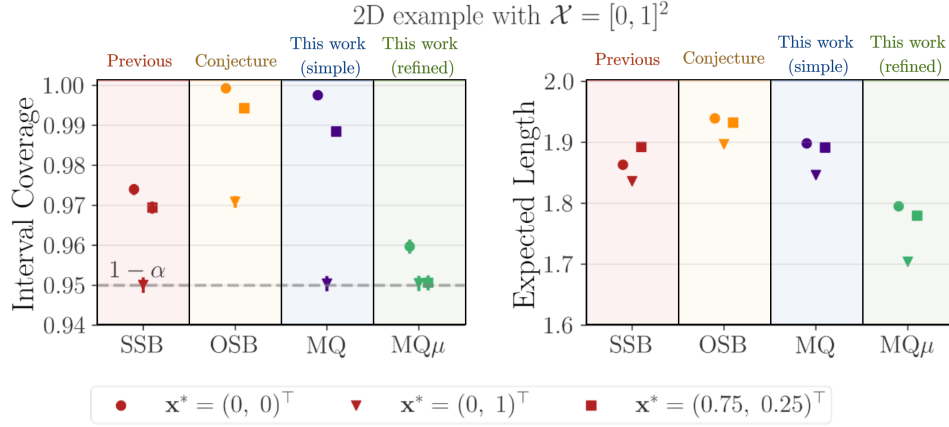 2D example with 𝒳 = [0, 1]²
Previous
Conjecture
This work
(simple)
This work
(refined)
Interval Coverage
1.00
0.99
0.98
0.97
0.96
0.95
0.94
1 − α
SSB
OSB
MQ
MQμ
Previous
Conjecture
This work
(simple)
This work
(refined)
Expected Length
2.0
1.9
1.8
1.7
1.6
SSB
OSB
MQ
MQμ
x* = (0, 0)⊤
x* = (0, 1)⊤
x* = (0.75, 0.25)⊤